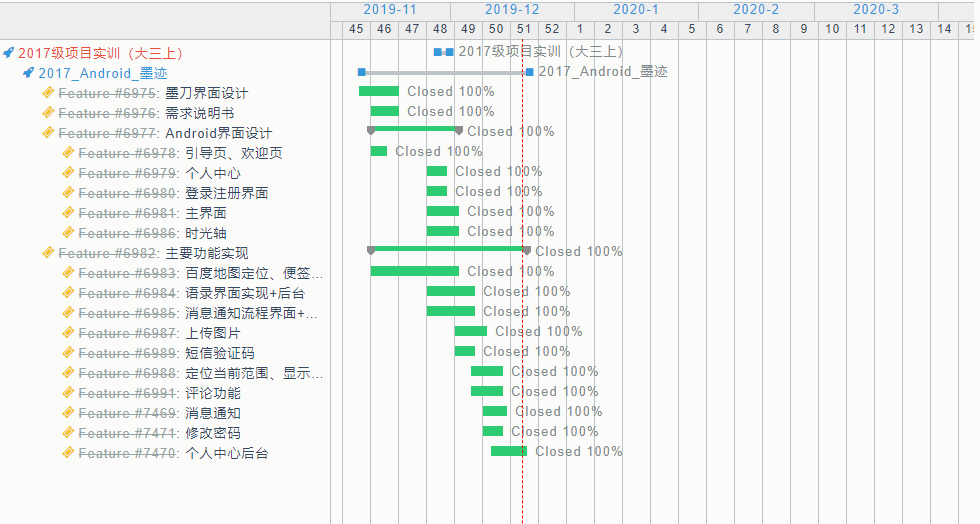 2019-11 2019-12 2020-1 2020-2 2020-3
45 46 47 48 49 50 51 52 1 2 3 4 5 6 7 8 9 10 11 12 13 14
2017级项目实训（大三上） 2017级项目实训（大三上）
2017_Android_墨迹 2017_Android_墨迹
Feature #6975: 墨刀界面设计 Closed 100%
Feature #6976: 需求说明书 Closed 100%
Feature #6977: Android界面设计 Closed 100%
Feature #6978: 引导页、欢迎页 Closed 100%
Feature #6979: 个人中心 Closed 100%
Feature #6980: 登录注册界面 Closed 100%
Feature #6981: 主界面 Closed 100%
Feature #6986: 时光轴 Closed 100%
Feature #6982: 主要功能实现 Closed 100%
Feature #6983: 百度地图定位、便签... Closed 100%
Feature #6984: 语录界面实现+后台 Closed 100%
Feature #6985: 消息通知流程界面+... Closed 100%
Feature #6987: 上传图片 Closed 100%
Feature #6989: 短信验证码 Closed 100%
Feature #6988: 定位当前范围、显示... Closed 100%
Feature #6991: 评论功能 Closed 100%
Feature #7469: 消息通知 Closed 100%
Feature #7471: 修改密码 Closed 100%
Feature #7470: 个人中心后台 Closed 100%